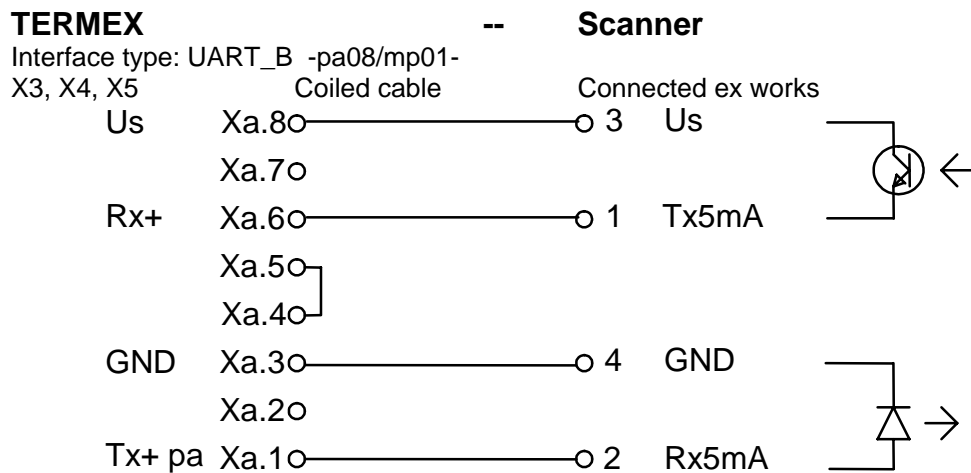 TERMEX -- Scanner
Interface type: UART_B -pa08/mp01-
X3, X4, X5 Coiled cable Connected ex works
Us Xa.8 3 Us
Xa.7
Rx+ Xa.6 1 Tx5mA
Xa.5
Xa.4
GND Xa.3 4 GND
Xa.2
Tx+ pa Xa.1 2 Rx5mA